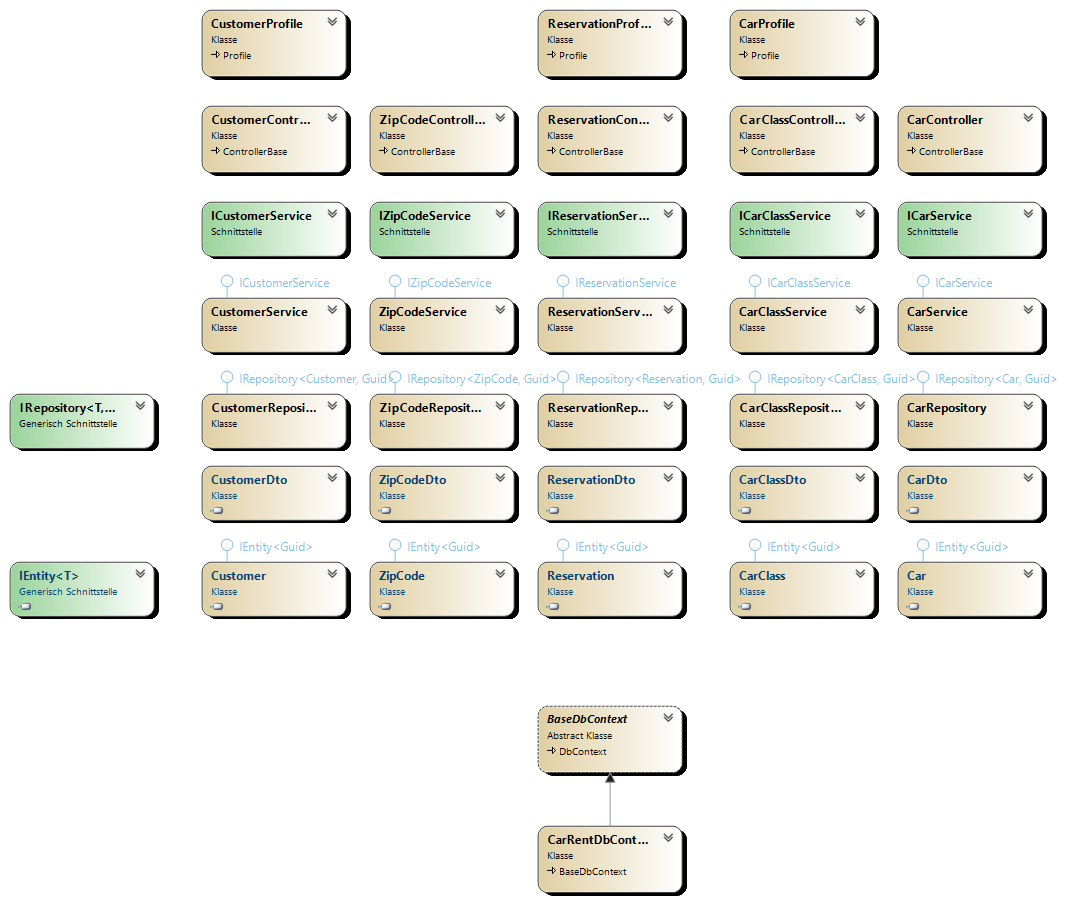 CustomerProfile
Klasse
Profile
ReservationProf...
Klasse
Profile
CarProfile
Klasse
Profile
CustomerContr...
Klasse
ControllerBase
ZipCodeControll...
Klasse
ControllerBase
ReservationCon...
Klasse
ControllerBase
CarClassControll...
Klasse
ControllerBase
CarController
Klasse
ControllerBase
ICustomerService
Schnittstelle
IZipCodeService
Schnittstelle
IReservationSer...
Schnittstelle
ICarClassService
Schnittstelle
ICarService
Schnittstelle
ICustomerService
CustomerService
Klasse
IZipCodeService
ZipCodeService
Klasse
IReservationService
ReservationServ...
Klasse
ICarClassService
CarClassService
Klasse
ICarService
CarService
Klasse
IRepository<T,...
Generisch Schnittstelle
IRepository<Customer, Guid>
CustomerReposi...
Klasse
IRepository<ZipCode, Guid>
ZipCodeReposit...
Klasse
IRepository<Reservation, Guid>
ReservationRep...
Klasse
IRepository<CarClass, Guid>
CarClassReposit...
Klasse
IRepository<Car, Guid>
CarRepository
Klasse
CustomerDto
Klasse
ZipCodeDto
Klasse
ReservationDto
Klasse
CarClassDto
Klasse
CarDto
Klasse
IEntity<T>
Generisch Schnittstelle
IEntity<Guid>
Customer
Klasse
IEntity<Guid>
ZipCode
Klasse
IEntity<Guid>
Reservation
Klasse
IEntity<Guid>
CarClass
Klasse
IEntity<Guid>
Car
Klasse
BaseDbContext
Abstract Klasse
DbContext
CarRentDbCont...
Klasse
BaseDbContext